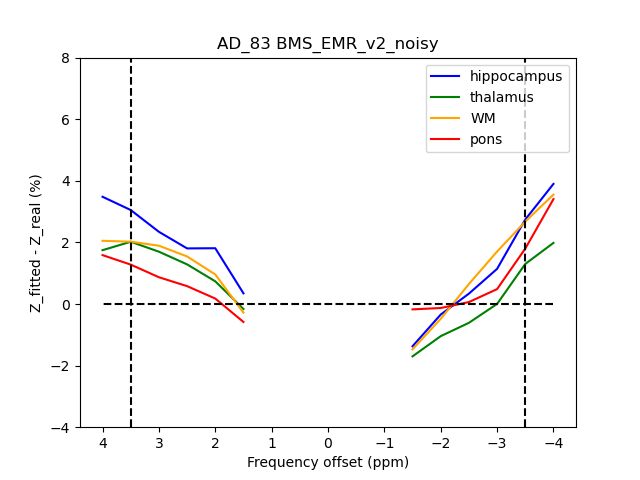 AD_83 BMS_EMR_v2_noisy
Z_fitted - Z_real (%)
8
6
4
2
0
−2
−4
hippocampus
thalamus
WM
pons
4 3 2 1 0 −1 −2 −3 −4
Frequency offset (ppm)